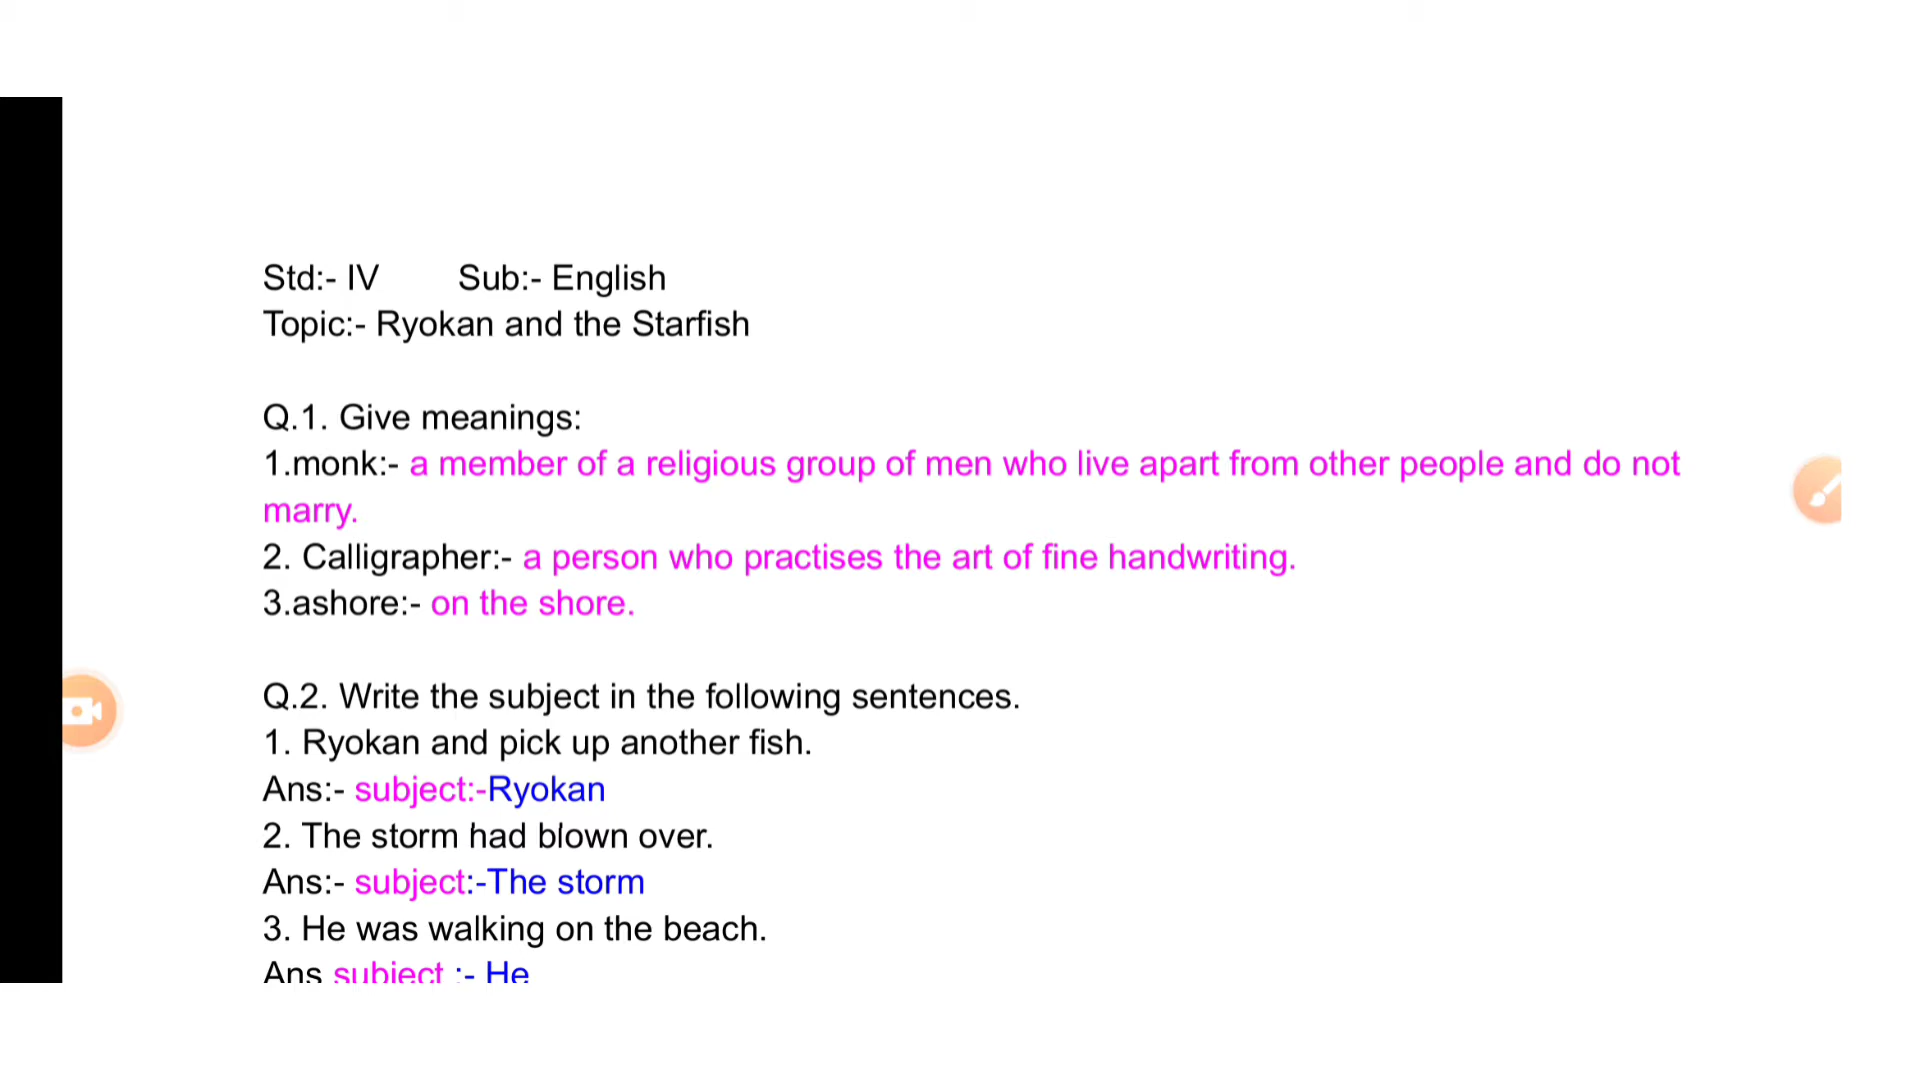 Std:- IV Sub:- English
Topic:- Ryokan and the Starfish
Q.1. Give meanings:
1.monk:- a member of a religious group of men who live apart from other people and do not
marry.
2. Calligrapher:- a person who practises the art of fine handwriting.
3.ashore:- on the shore.
Q.2. Write the subject in the following sentences.
1. Ryokan and pick up another fish.
Ans:- subject:-Ryokan
2. The storm had blown over.
Ans:- subject:-The storm
3. He was walking on the beach.
Ans subject :- He